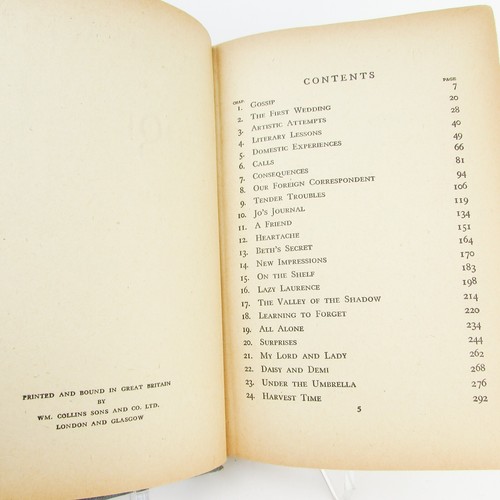 PRINTED AND BOUND IN GREAT BRITAIN
BY
WM. COLLINS SONS AND CO. LTD.
LONDON AND GLASGOW
CONTENTS
CHAP. PAGE
1. GOSSIP 7
2. THE FIRST WEDDING 20
3. ARTISTIC ATTEMPTS 28
4. LITERARY LESSONS 40
5. DOMESTIC EXPERIENCES 49
6. CALLS 66
7. CONSEQUENCES 81
8. OUR FOREIGN CORRESPONDENT 94
9. TENDER TROUBLES 106
10. JO'S JOURNAL 119
11. A FRIEND 134
12. HEARTACHE 151
13. BETH'S SECRET 164
14. NEW IMPRESSIONS 170
15. ON THE SHELF 183
16. LAZY LAURENCE 198
17. THE VALLEY OF THE SHADOW 214
18. LEARNING TO FORGET 220
19. ALL ALONE 234
20. SURPRISES 244
21. MY LORD AND LADY 262
22. DAISY AND DEMI 268
23. UNDER THE UMBRELLA 276
24. HARVEST TIME 292
5